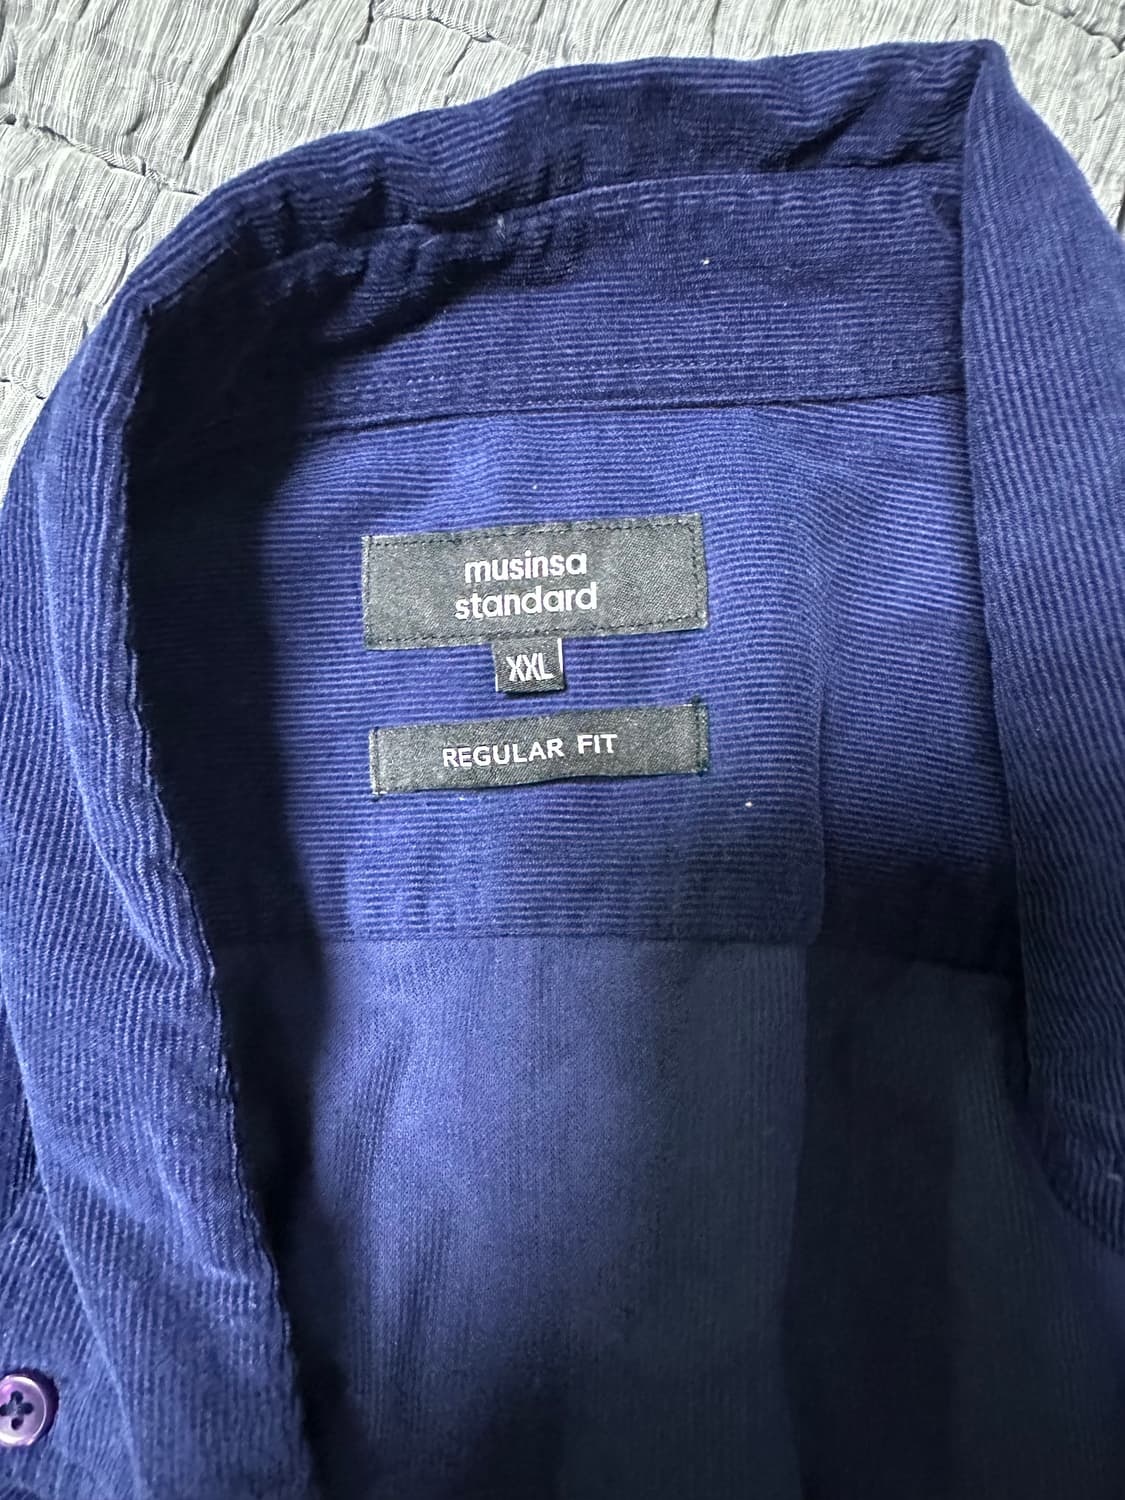 musinsa
standard
XXL
REGULAR FIT